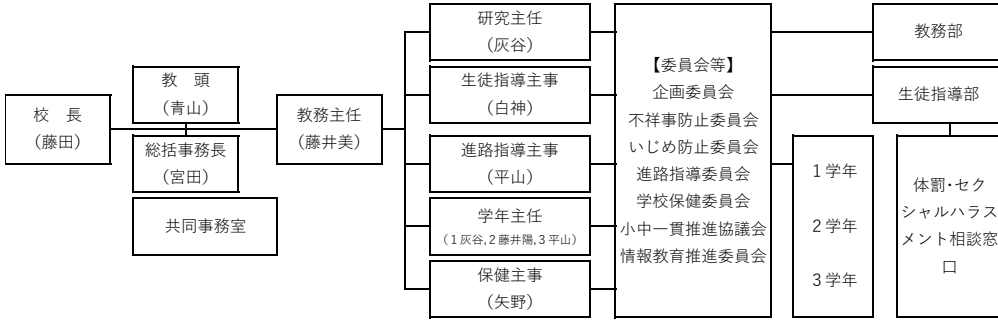 校　長
（藤田）
教　頭
（青山）
総括事務長
（宮田）
共同事務室
教務主任
（藤井美）
研究主任
（灰谷）
生徒指導主事
（白神）
進路指導主事
（平山）
学年主任
（１灰谷,２藤井陽,３平山）
保健主事
（矢野）
【委員会等】
企画委員会
不祥事防止委員会
いじめ防止委員会
進路指導委員会
学校保健委員会
小中一貫推進協議会
情報教育推進委員会
教務部
生徒指導部
１学年
２学年
３学年
体罰・セク
シャルハラス
メント相談窓
口